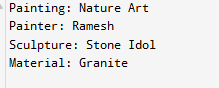 Painting: Nature Art
Painter: Ramesh
Sculpture: Stone Idol
Material: Granite